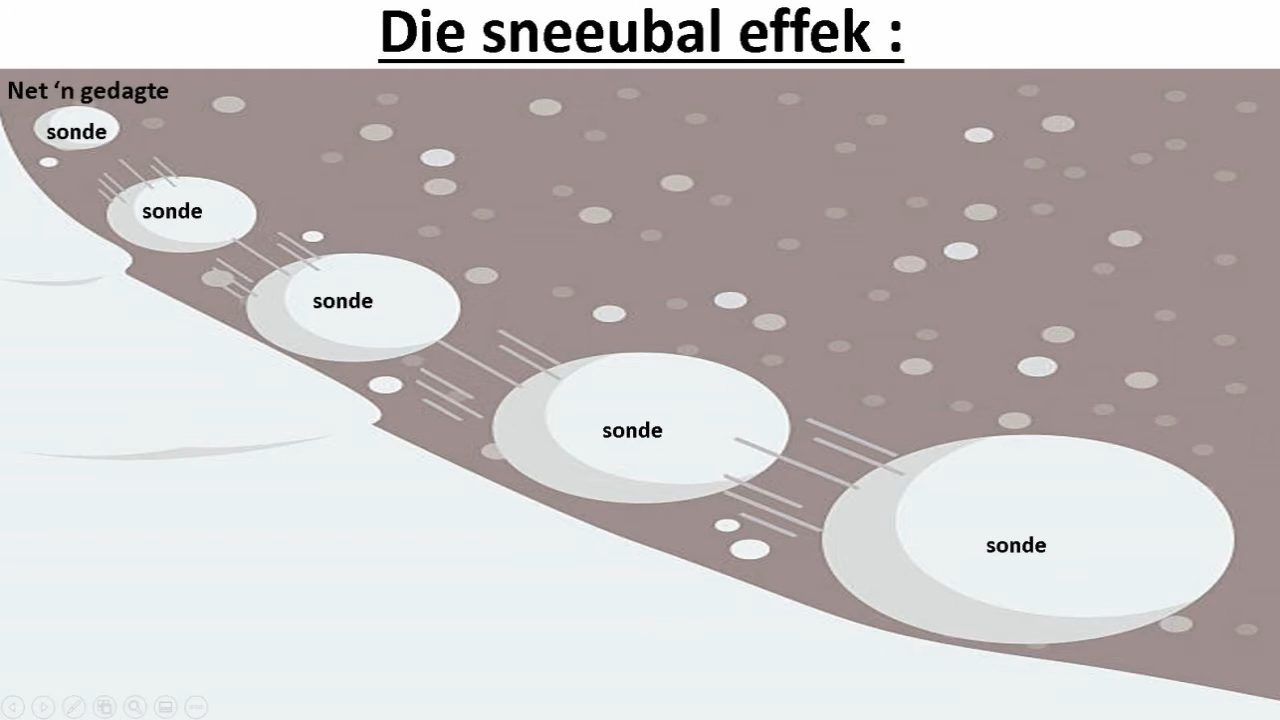 Die sneeubal effek :
Net ‘n gedagte
sonde
sonde
sonde
sonde
sonde